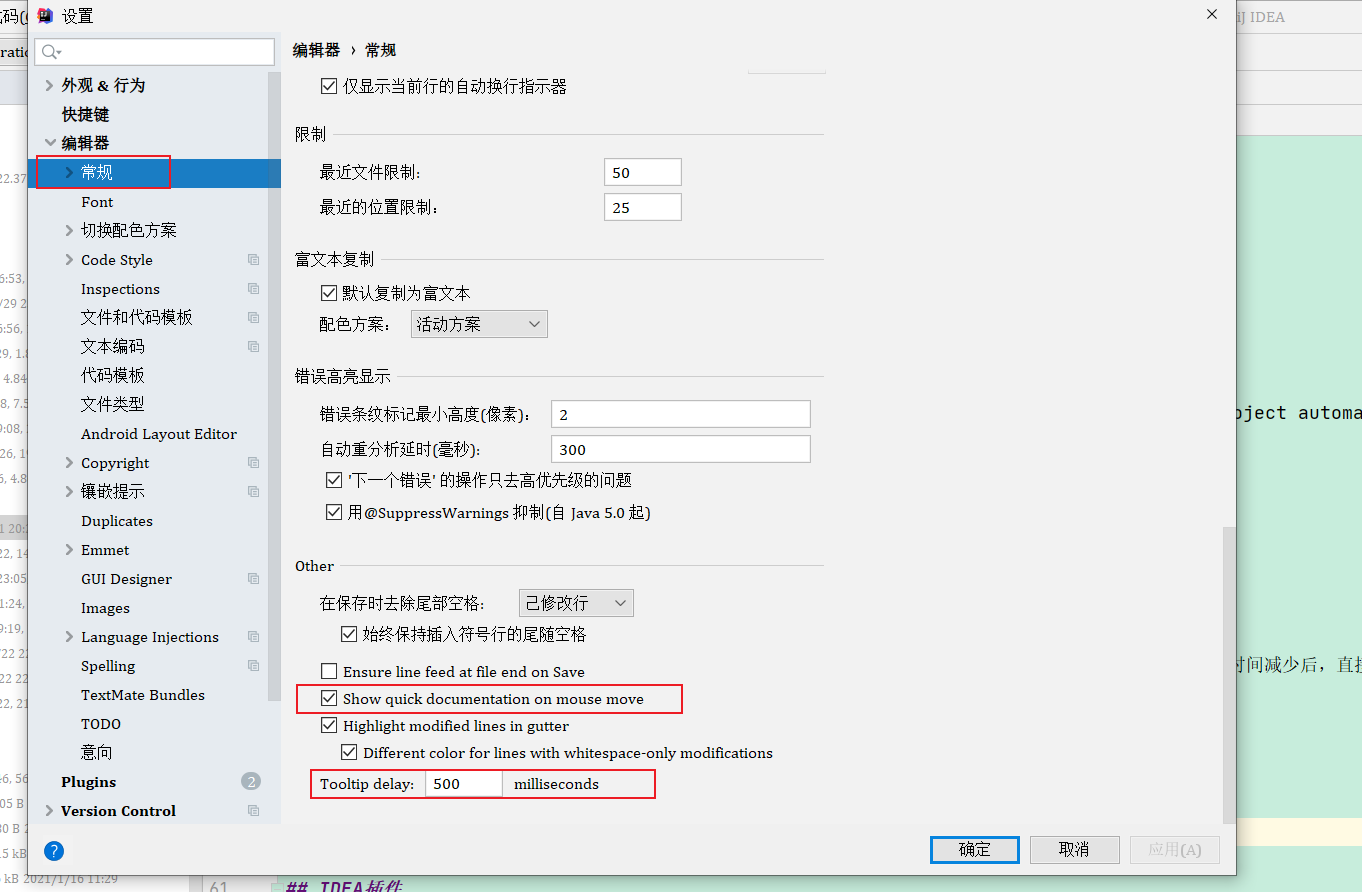 设置
iJ IDEA
编辑器 › 常规
外观 & 行为
快捷键
编辑器
常规
Font
切换配色方案
Code Style
Inspections
文件和代码模板
文本编码
代码模板
文件类型
Android Layout Editor
Copyright
镶嵌提示
Duplicates
Emmet
GUI Designer
Images
Language Injections
Spelling
TextMate Bundles
TODO
意向
Plugins 2
Version Control
仅显示当前行的自动换行指示器
限制
最近文件限制: 50
最近的位置限制: 25
富文本复制
默认复制为富文本
配色方案: 活动方案
错误高亮显示
错误条纹标记最小高度(像素): 2
自动重分析延时(毫秒): 300
'下一个错误' 的操作只去高优先级的问题
用@SuppressWarnings 抑制(自 Java 5.0 起)
Other
在保存时去除尾部空格: 已修改行
始终保持插入符号行的尾随空格
Ensure line feed at file end on Save
Show quick documentation on mouse move
Highlight modified lines in gutter
Different color for lines with whitespace-only modifications
Tooltip delay: 500 milliseconds
?
确定
取消
应用(A)
oject automa
时间减少后，直接
kB 2021/1/16 11:29
61
## IDEA插件